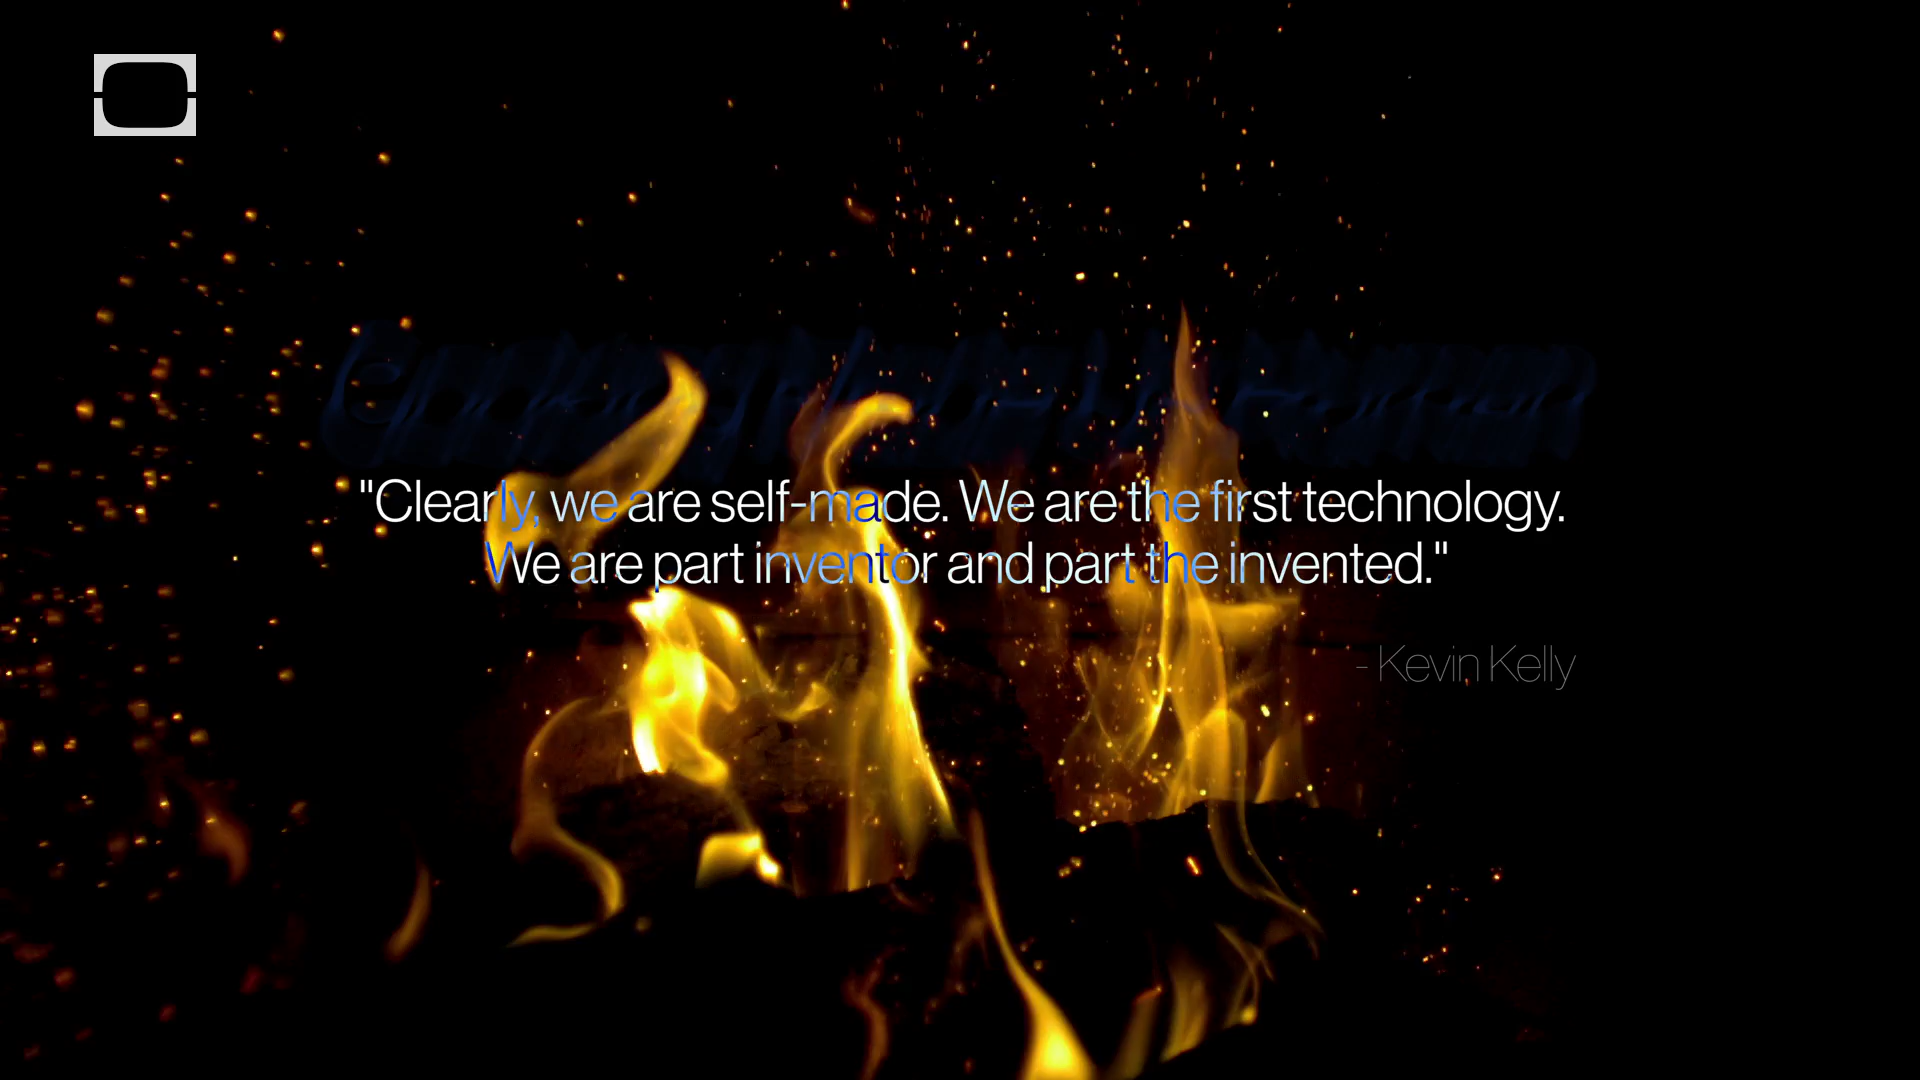 "Clearly, we are self-made. We are the first technology.
We are part inventor and part the invented."
- Kevin Kelly